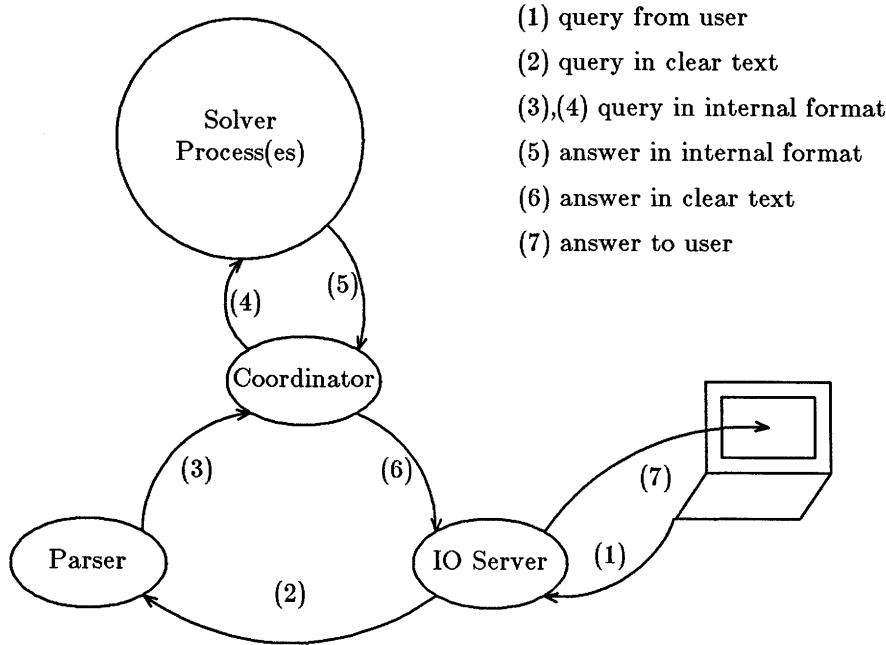 (1) query from user
(2) query in clear text
(3),(4) query in internal format
(5) answer in internal format
(6) answer in clear text
(7) answer to user
Solver
Process(es)
(4)
(5)
Coordinator
(3)
(6)
(7)
Parser
IO Server
(1)
(2)